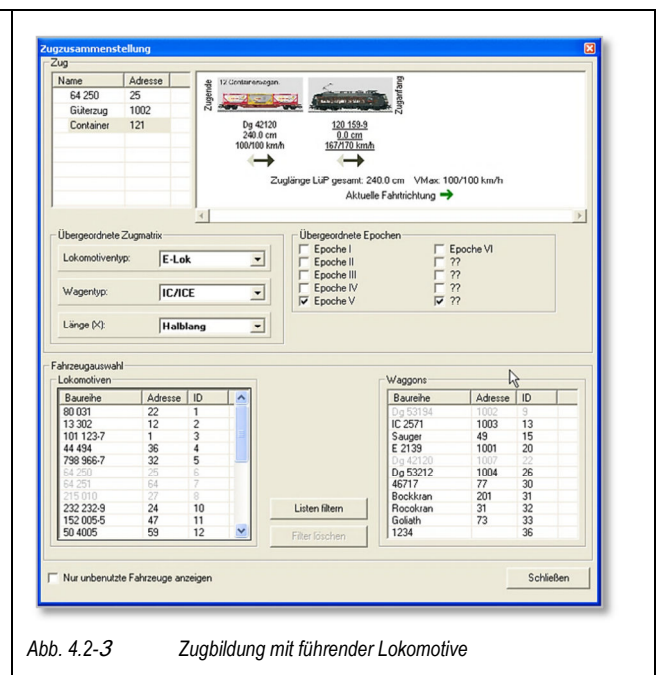 Zugzusammenstellung
Zug
Name Adresse
64 250 25
Güterzug 1002
Container 121
Zugende
12 Containerwagen.
Zuganfang
Dg 42120 120 159-9
240.0 cm 0.0 cm
100/100 km/h 167/170 km/h
Zuglänge LüP gesamt: 240.0 cm VMax: 100/100 km/h
Aktuelle Fahrtrichtung
Übergeordnete Zugmatrix
Lokomotiventyp: E-Lok
Wagentyp: IC/ICE
Länge (X): Halblang
Übergeordnete Epochen
Epoche I Epoche VI
Epoche II ??
Epoche III ??
Epoche IV ??
Epoche V ??
Fahrzeugauswahl
Lokomotiven
Baureihe Adresse ID
80 031 22 1
13 302 12 2
101 123-7 1 3
44 494 36 4
798 966-7 32 5
64 250 25 6
64 251 64 7
215 010 27 8
232 232-9 24 10
152 005-5 47 11
50 4005 59 12
Listen filtern
Filter löschen
Waggons
Baureihe Adresse ID
Dg 53194 1002 9
IC 2571 1003 13
Sauger 49 15
E 2139 1001 20
Dg 42120 1007 22
Dg 53212 1004 26
46717 77 30
Bockkran 201 31
Rocokran 31 32
Goliath 73 33
1234 36
Nur unbenutzte Fahrzeuge anzeigen
Schließen
Abb. 4.2-3 Zugbildung mit führender Lokomotive